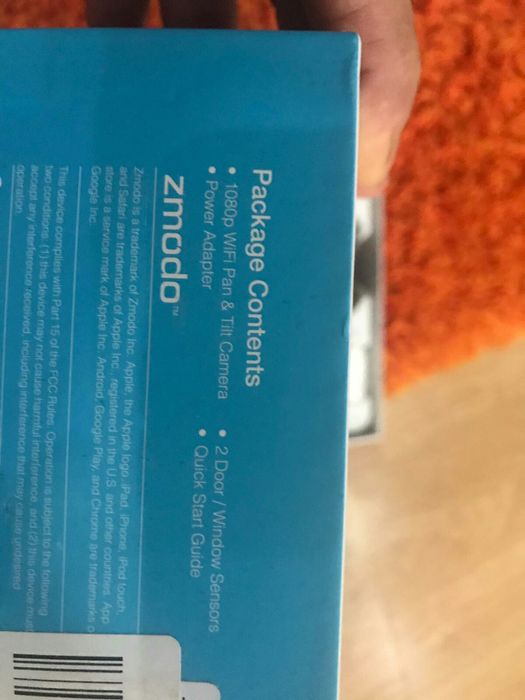 Package Contents
• 1080p WiFi Pan & Tilt Camera
• Power Adapter
• 2 Door / Window Sensors
• Quick Start Guide
zmodo™
Zmodo is a trademark of Zmodo Inc. Apple, the Apple logo, iPad, iPhone, iPod touch,
and Safari are trademarks of Apple Inc., registered in the U.S. and other countries. App
store is a service mark of Apple Inc. Android, Google Play, and Chrome are trademarks o
Google Inc.
This device complies with Part 15 of the FCC Rules. Operation is subject to the following
two conditions: (1) this device may not cause harmful interference, and (2) this device mus
accept any interference received, including interference that may cause undesired
operation.